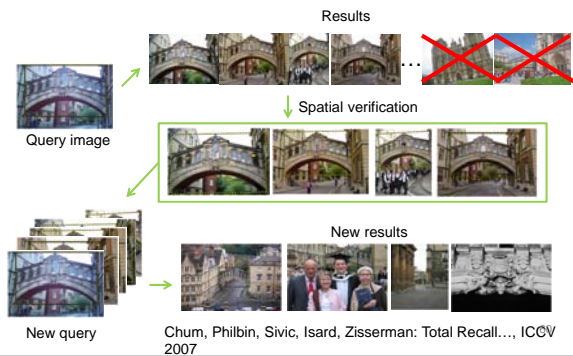 Results
...
Query image
Spatial verification
New results
New query
Chum, Philbin, Sivic, Isard, Zisserman: Total Recall…, ICCV
2007